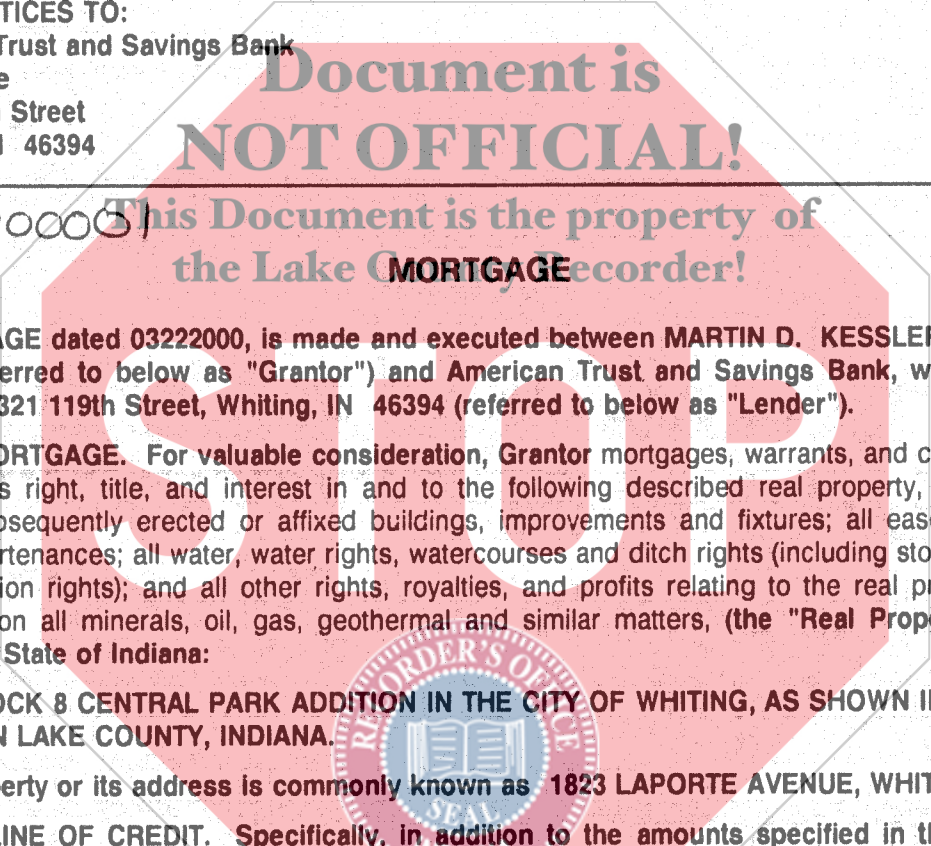 TICES TO:
Trust and Savings Bank
e
Street
46394
Document is
NOT OFFICIAL!
This Document is the property of
the Lake County Recorder!
00001
MORTGAGE
AGE dated 03222000, is made and executed between MARTIN D. KESSLER
erred to below as "Grantor") and American Trust and Savings Bank, w
321 119th Street, Whiting, IN 46394 (referred to below as "Lender").
ORTGAGE. For valuable consideration, Grantor mortgages, warrants, and c
s right, title, and interest in and to the following described real property,
bsequently erected or affixed buildings, improvements and fixtures; all eas
rtenances; all water, water rights, watercourses and ditch rights (including sto
ion rights); and all other rights, royalties, and profits relating to the real p
on all minerals, oil, gas, geothermal and similar matters, (the "Real Prop
State of Indiana:
OCK 8 CENTRAL PARK ADDITION IN THE CITY OF WHITING, AS SHOWN I
N LAKE COUNTY, INDIANA.
erty or its address is commonly known as 1823 LAPORTE AVENUE, WHIT
LINE OF CREDIT. Specifically, in addition to the amounts specified in th
STOP
RECORDER'S OFFICE
SEAL